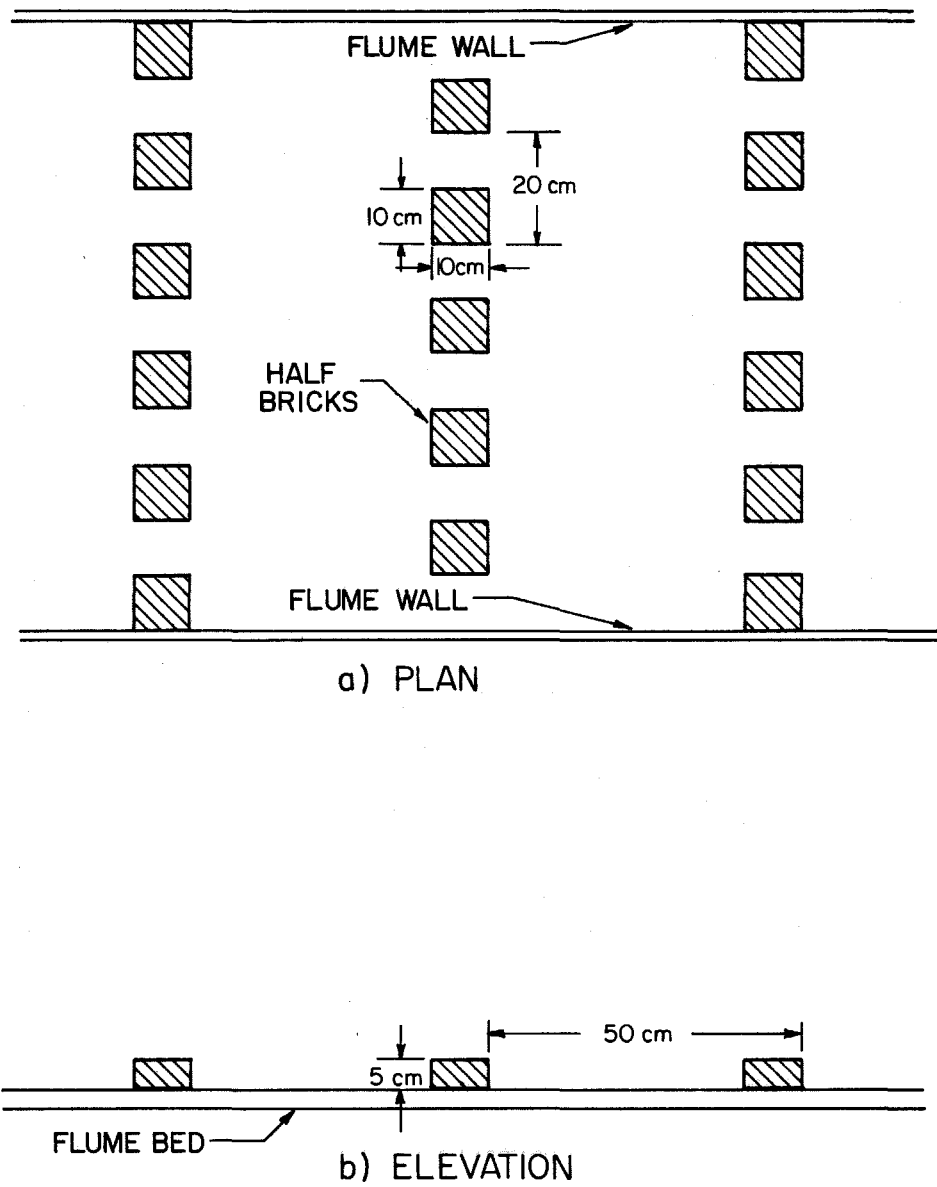 FLUME WALL
20 cm
10 cm
10cm
HALF
BRICKS
FLUME WALL
a) PLAN
50 cm
5 cm
FLUME BED
b) ELEVATION